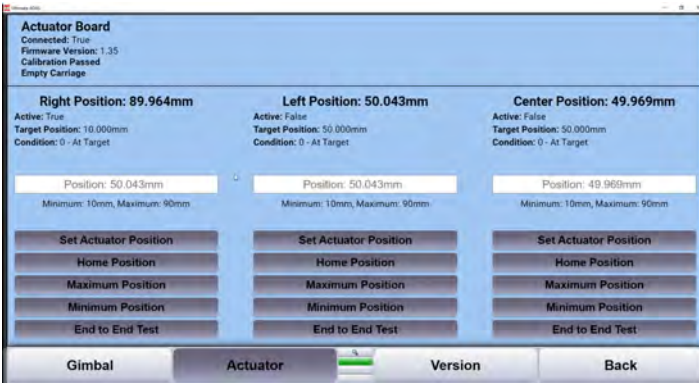 Actuator Board
Connected: True
Firmware Version: 1.35
Calibration Passed
Empty Carriage
Right Position: 89.964mm
Active: True
Target Position: 10.000mm
Condition: 0 - At Target
Position: 50.043mm
Minimum: 10mm, Maximum: 90mm
Set Actuator Position
Home Position
Maximum Position
Minimum Position
End to End Test
Left Position: 50.043mm
Active: False
Target Position: 50.000mm
Condition: 0 - At Target
Position: 50.043mm
Minimum: 10mm, Maximum: 90mm
Set Actuator Position
Home Position
Maximum Position
Minimum Position
End to End Test
Center Position: 49.969mm
Active: False
Target Position: 50.000mm
Condition: 0 - At Target
Position: 49.969mm
Minimum: 10mm, Maximum: 90mm
Set Actuator Position
Home Position
Maximum Position
Minimum Position
End to End Test
Gimbal
Actuator
Version
Back